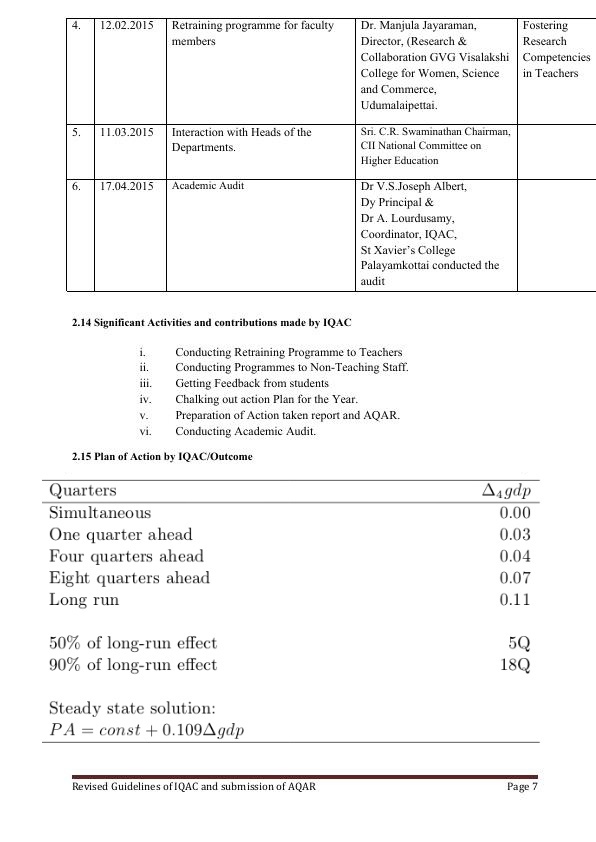 4. 12.02.2015 Retraining programme for faculty members Dr. Manjula Jayaraman, Director, (Research & Collaboration GVG Visalakshi College for Women, Science and Commerce, Udumalaipettai. Fostering Research Competencies in Teachers
5. 11.03.2015 Interaction with Heads of the Departments. Sri. C.R. Swaminathan Chairman, CII National Committee on Higher Education
6. 17.04.2015 Academic Audit Dr V.S.Joseph Albert, Dy Principal & Dr A. Lourdusamy, Coordinator, IQAC, St Xavier’s College Palayamkottai conducted the audit
2.14 Significant Activities and contributions made by IQAC
i. Conducting Retraining Programme to Teachers
ii. Conducting Programmes to Non-Teaching Staff.
iii. Getting Feedback from students
iv. Chalking out action Plan for the Year.
v. Preparation of Action taken report and AQAR.
vi. Conducting Academic Audit.
2.15 Plan of Action by IQAC/Outcome
Quarters Δ₄gdp
Simultaneous 0.00
One quarter ahead 0.03
Four quarters ahead 0.04
Eight quarters ahead 0.07
Long run 0.11
50% of long-run effect 5Q
90% of long-run effect 18Q
Steady state solution:
PA = const + 0.109Δgdp
Revised Guidelines of IQAC and submission of AQAR Page 7